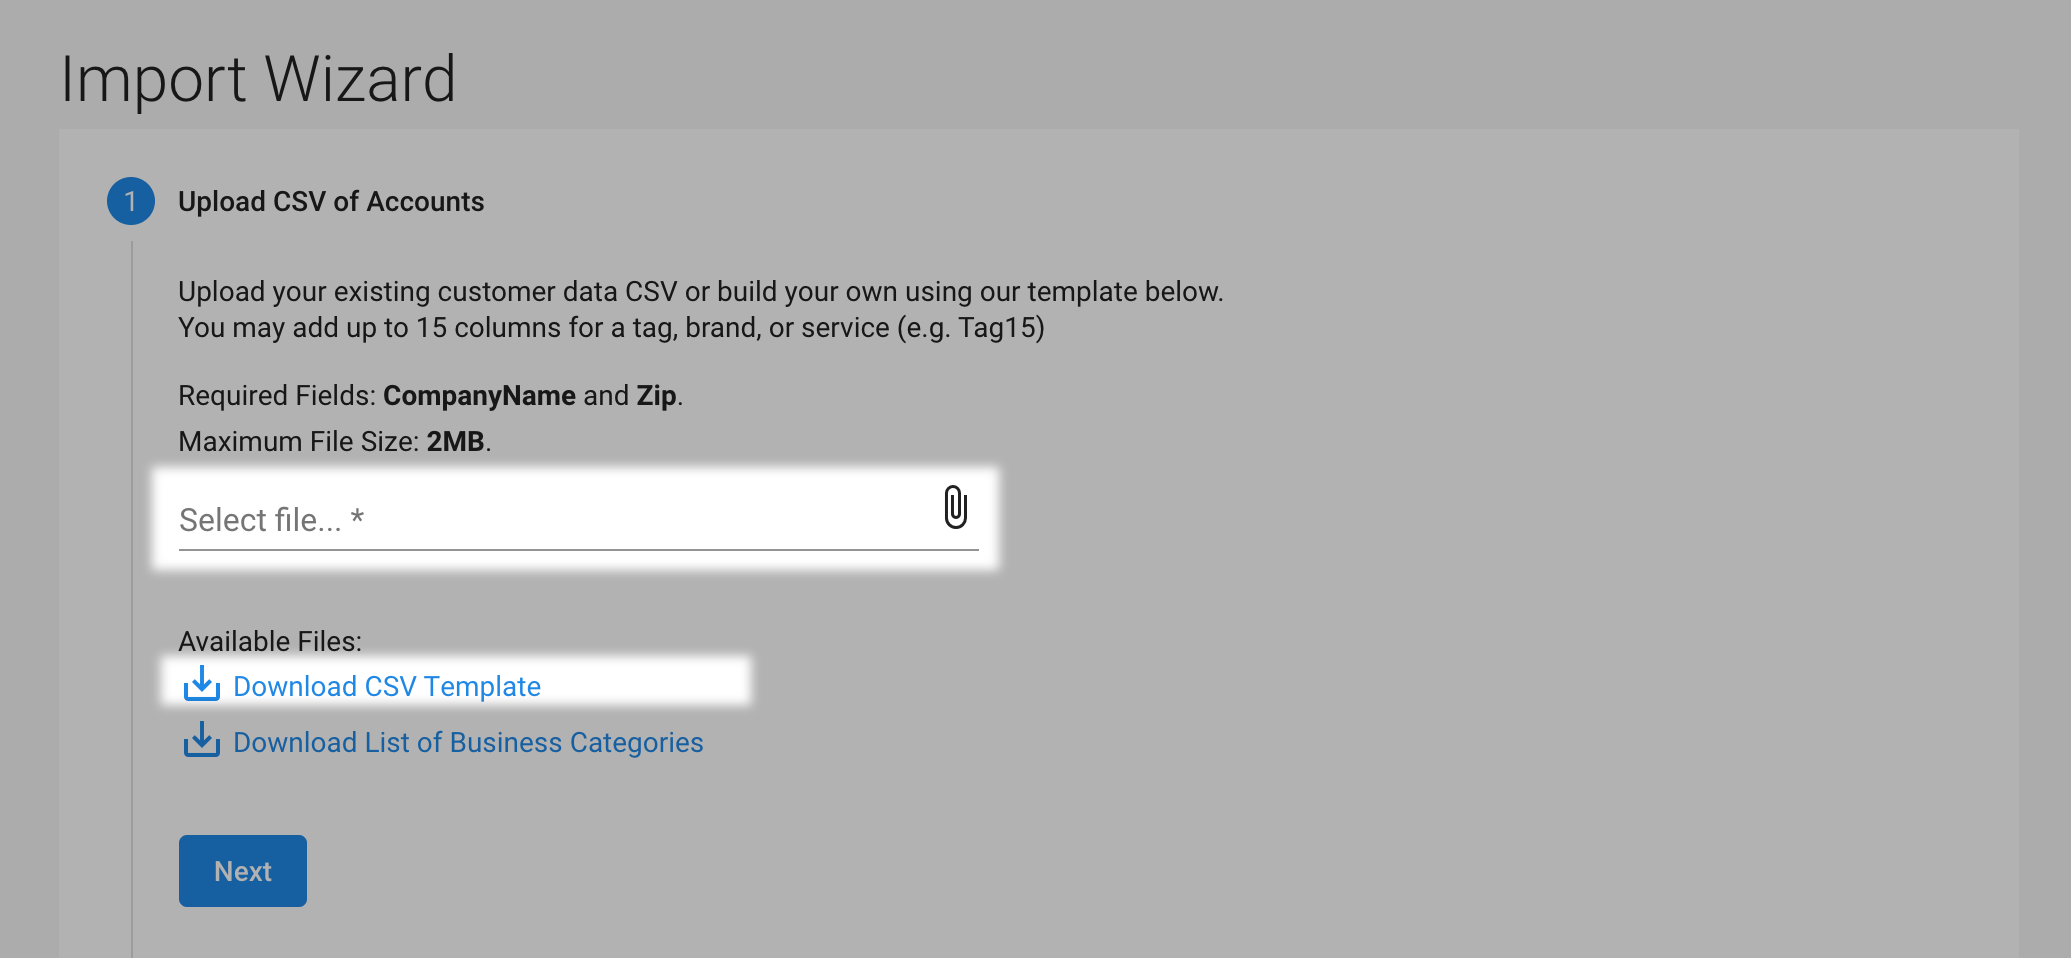 Import Wizard
1 Upload CSV of Accounts
Upload your existing customer data CSV or build your own using our template below.
You may add up to 15 columns for a tag, brand, or service (e.g. Tag15)
Required Fields: CompanyName and Zip.
Maximum File Size: 2MB.
Select file... *
Available Files:
Download CSV Template
Download List of Business Categories
Next